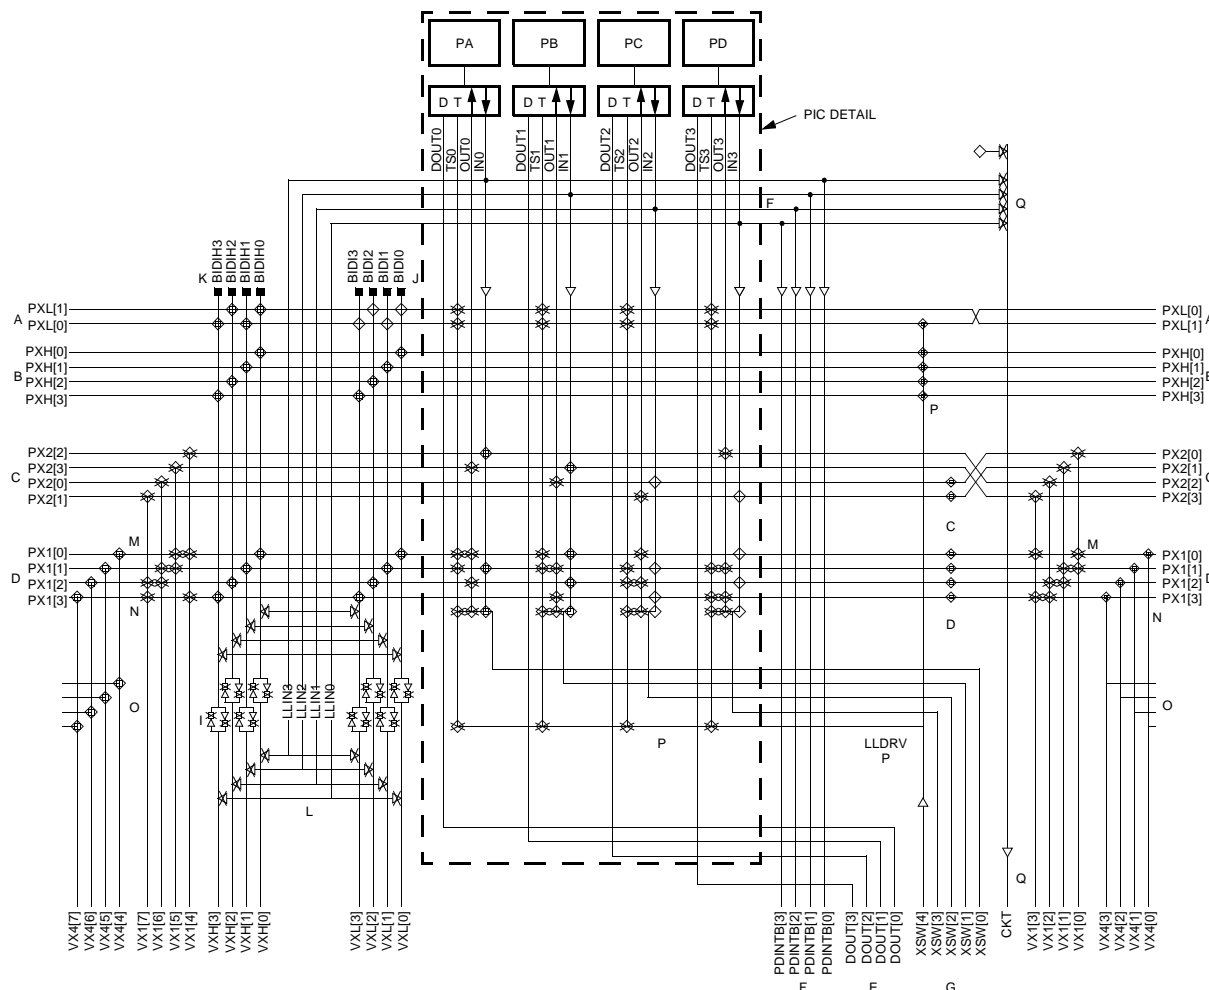 PA PB PC PD
D T D T D T D T
PIC DETAIL
DOUT0 TS0 OUT0 IN0 DOUT1 TS1 OUT1 IN1 DOUT2 TS2 OUT2 IN2 DOUT3 TS3 OUT3 IN3
F Q
K BIDIH3 BIDIH2 BIDIH1 BIDIH0 BIDI3 BIDI2 BIDI1 BIDI0 J
PXL[1] PXL[0]
A PXL[0] PXL[1] A
PXH[0] PXH[0]
PXH[1] PXH[1]
B PXH[2] PXH[2]
PXH[3] PXH[3]
P
PX2[2] PX2[0]
PX2[3] PX2[1]
C PX2[0] PX2[2]
PX2[1] PX2[3]
C
M M
PX1[0] PX1[0]
PX1[1] PX1[1]
D PX1[2] PX1[2]
PX1[3] PX1[3]
N D N
LLIN3 LLIN2 LLIN1 LLIN0
O O
I
P LLDRV
P
L
Q
VX4[7] VX4[6] VX4[5] VX4[4] VX1[7] VX1[6] VX1[5] VX1[4] VXH[3] VXH[2] VXH[1] VXH[0] VXL[3] VXL[2] VXL[1] VXL[0] PDINTB[3] PDINTB[2] PDINTB[1] PDINTB[0] DOUT[3] DOUT[2] DOUT[1] DOUT[0] XSW[4] XSW[3] XSW[2] XSW[1] XSW[0] CKT VX1[3] VX1[2] VX1[1] VX1[0] VX4[3] VX4[2] VX4[1] VX4[0]
G